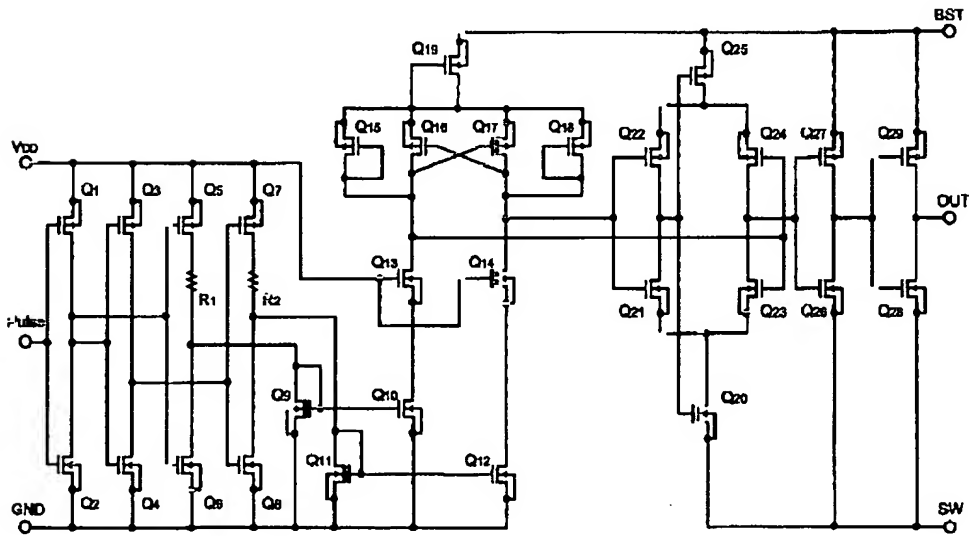 BST
Q19
Q25
Q15
Q16
Q17
Q18
Q22
Q24
Q27
Q29
VDD
Q1
Q3
Q5
Q7
OUT
Q13
Q14
R1
R2
Pulse
Q21
Q23
Q26
Q28
Q9
Q10
Q20
Q11
Q12
GND
Q2
Q4
Q6
Q8
SW